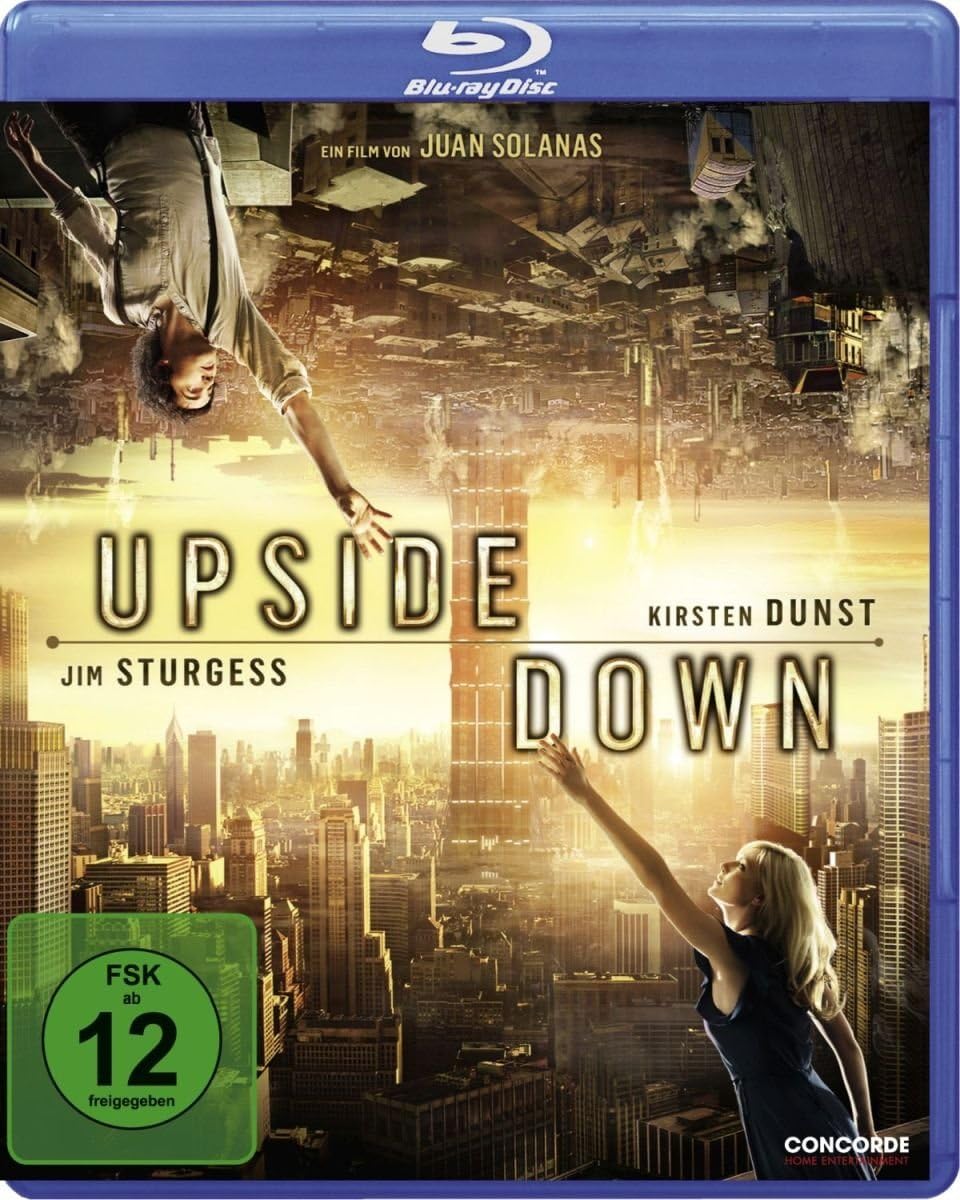 Blu-ray Disc™
EIN FILM VON JUAN SOLANAS
UPSIDE
KIRSTEN DUNST
JIM STURGESS
DOWN
FSK
ab
12
freigegeben
CONCORDE
HOME ENTERTAINMENT